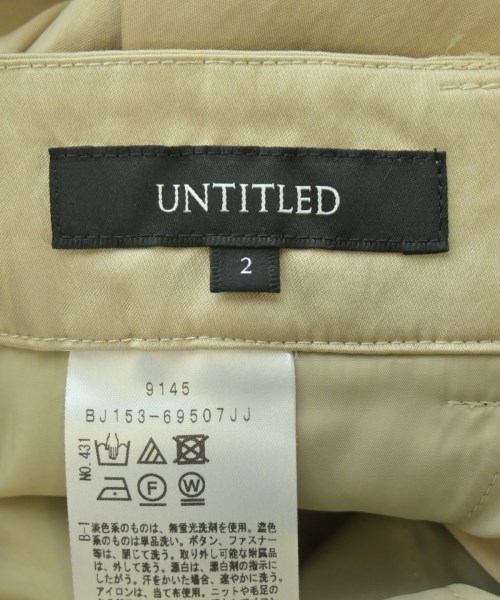 UNTITLED
2
9145
BJ153-69507JJ
NO.431
F W
B-1
淡色系のものは、無蛍光洗剤を使用。濃色
系のものは単品洗い。ボタン、ファスナー
等は、閉じて洗う。取り外し可能な附属品
は、外して洗う。漂白は、漂白剤の指示に
したがう。汗をかいた場合、速やかに洗う。
アイロンは、当て布使用。ニットや毛足の